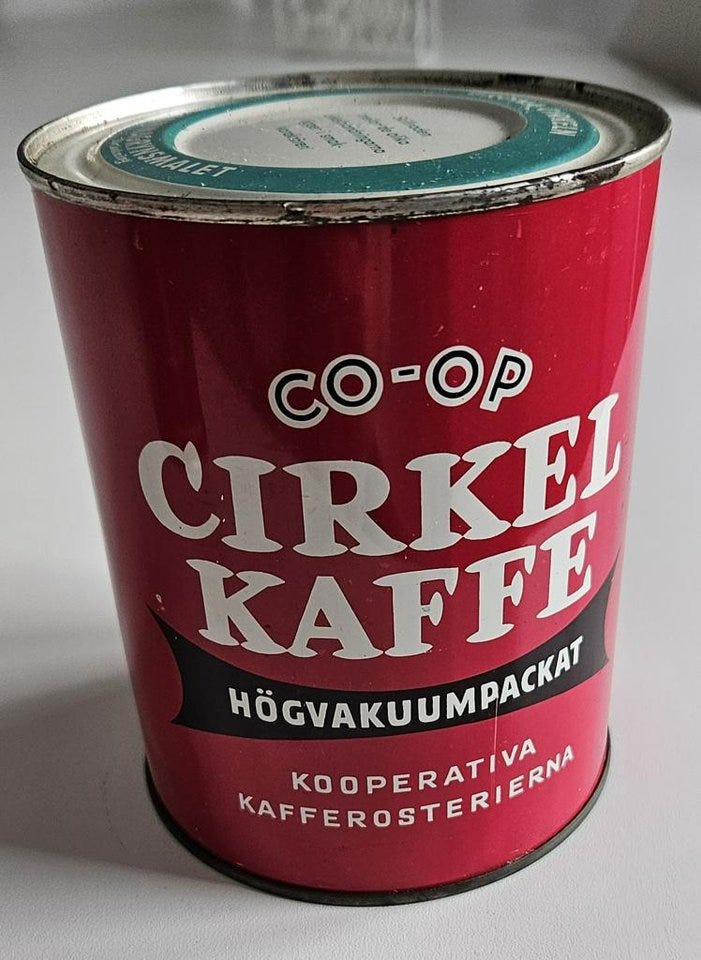 CO-OP
CIRKEL
KAFFE
HÖGVAKUUMPACKAT
KOOPERATIVA
KAFFEROSTERIERNA